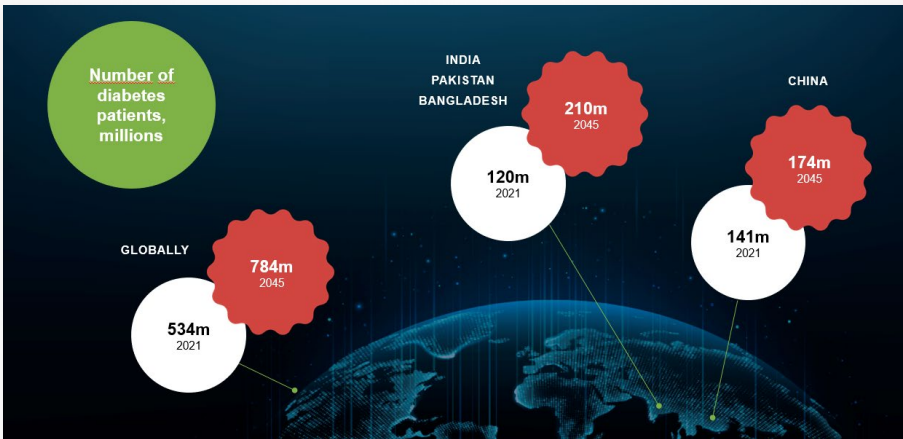 Number of
diabetes
patients,
millions
GLOBALLY
784m
2045
534m
2021
INDIA
PAKISTAN
BANGLADESH
210m
2045
120m
2021
CHINA
174m
2045
141m
2021